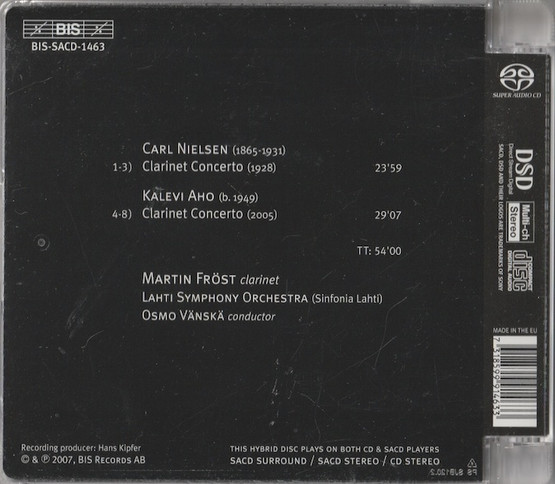 BIS
BIS-SACD-1463
CARL NIELSEN (1865-1931)
1-3) Clarinet Concerto (1928) 23'59
KALEVI AHO (b. 1949)
4-8) Clarinet Concerto (2005) 29'07
TT: 54'00
MARTIN FRÖST clarinet
LAHTI SYMPHONY ORCHESTRA (Sinfonia Lahti)
OSMO VÄNSKÄ conductor
Recording producer: Hans Kipfer
© & ℗ 2007, BIS RECORDS AB
THIS HYBRID DISC PLAYS ON BOTH CD & SACD PLAYERS
SACD SURROUND / SACD STEREO / CD STEREO
SUPER AUDIO CD
DSD
Direct Stream Digital
SACD, DSD AND THEIR LOGOS ARE TRADEMARKS OF SONY
Multi-ch
Stereo
COMPACT
disc
DIGITAL AUDIO
MADE IN THE EU
7 318599 914633